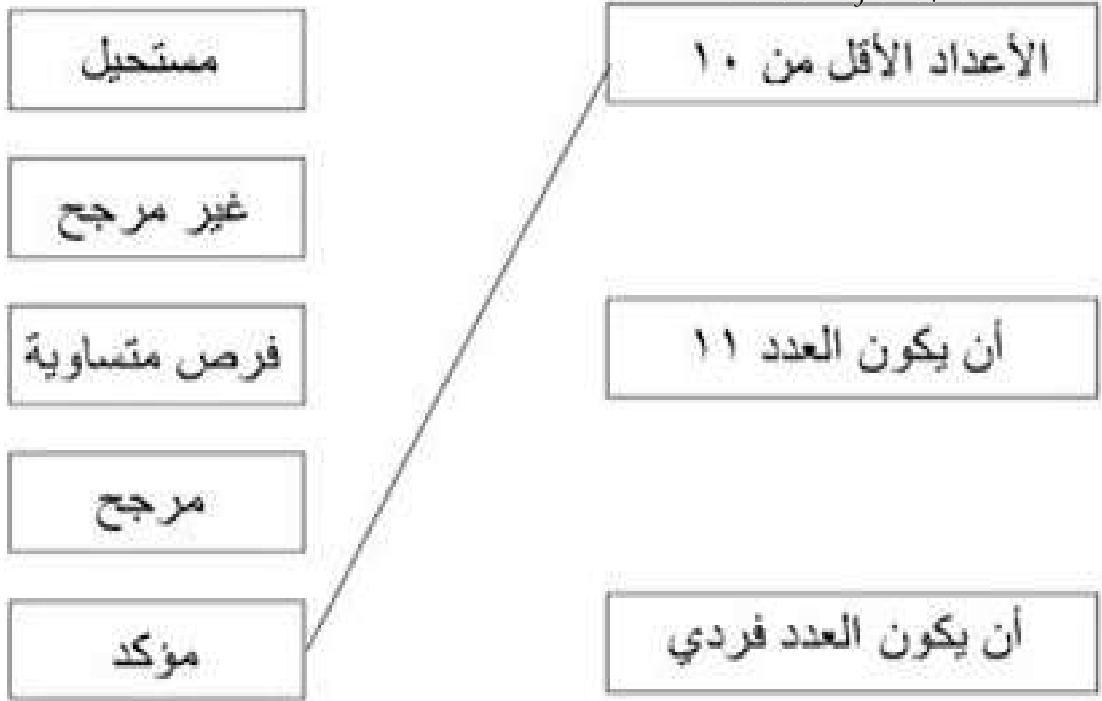 الأعداد الأقل من ١٠
أن يكون العدد ١١
أن يكون العدد فردي
مستحيل
غير مرجح
فرص متساوية
مرجح
مؤكد